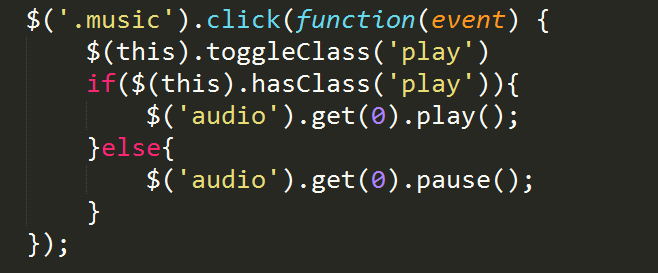 $('.music').click(function(event) {
    $(this).toggleClass('play')
    if($(this).hasClass('play')){
        $('audio').get(0).play();
    }else{
        $('audio').get(0).pause();
    }
});